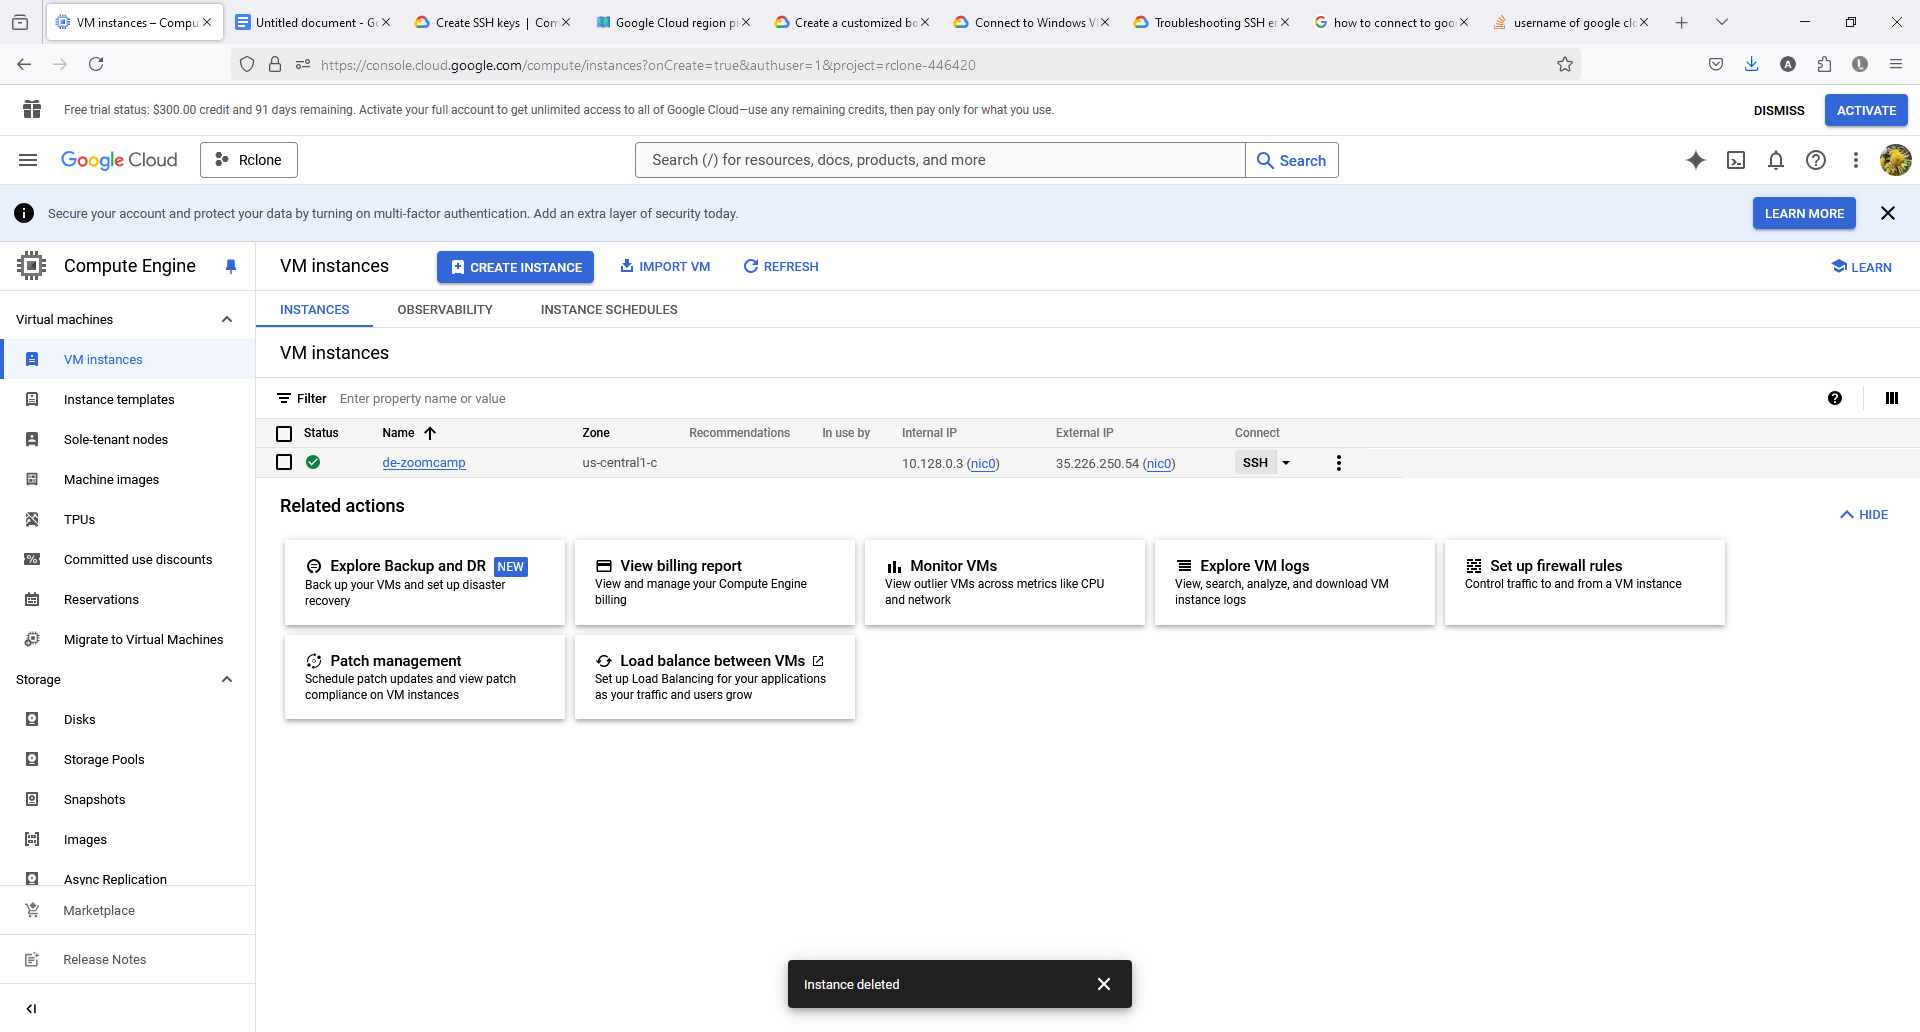 VM instances – Compu
Untitled document - G
Create SSH keys | Com
Google Cloud region pi
Create a customized bo
Connect to Windows V
Troubleshooting SSH er
how to connect to goo
username of google clo
https://console.cloud.google.com/compute/instances?onCreate=true&authuser=1&project=rclone-446420
Free trial status: $300.00 credit and 91 days remaining. Activate your full account to get unlimited access to all of Google Cloud—use any remaining credits, then pay only for what you use.
DISMISS
ACTIVATE
Google Cloud
Rclone
Search (/) for resources, docs, products, and more
Search
Secure your account and protect your data by turning on multi-factor authentication. Add an extra layer of security today.
LEARN MORE
Compute Engine
VM instances
CREATE INSTANCE
IMPORT VM
REFRESH
LEARN
Virtual machines
VM instances
Instance templates
Sole-tenant nodes
Machine images
TPUs
Committed use discounts
Reservations
Migrate to Virtual Machines
Storage
Disks
Storage Pools
Snapshots
Images
Async Replication
Marketplace
Release Notes
INSTANCES
OBSERVABILITY
INSTANCE SCHEDULES
VM instances
Filter Enter property name or value
Status Name Zone Recommendations In use by Internal IP External IP Connect
de-zoomcamp us-central1-c 10.128.0.3 (nic0) 35.226.250.54 (nic0) SSH
Related actions
HIDE
Explore Backup and DR NEW
Back up your VMs and set up disaster
recovery
View billing report
View and manage your Compute Engine
billing
Monitor VMs
View outlier VMs across metrics like CPU
and network
Explore VM logs
View, search, analyze, and download VM
instance logs
Set up firewall rules
Control traffic to and from a VM instance
Patch management
Schedule patch updates and view patch
compliance on VM instances
Load balance between VMs
Set up Load Balancing for your applications
as your traffic and users grow
Instance deleted